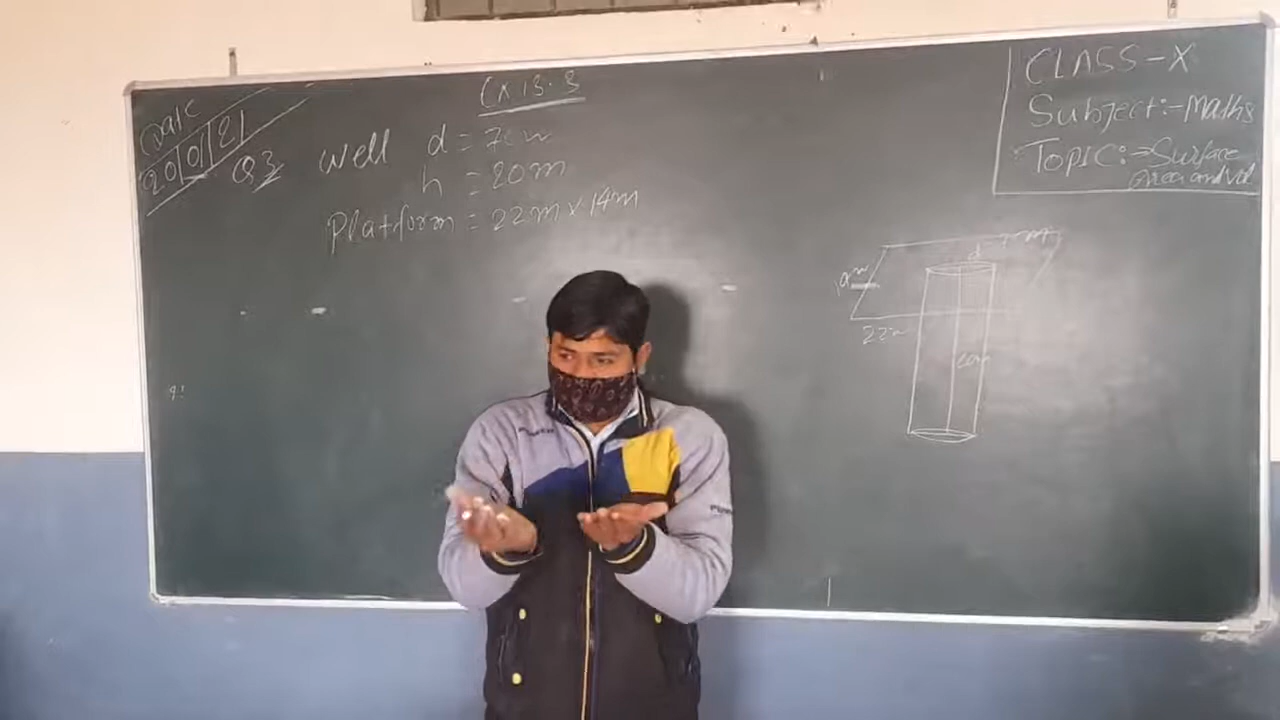 Date
20/01/21
Ex 13.3
Q3 well d = 7cm
h = 20m
Platform = 22m x 14m
CLASS-X
Subject:-Maths
Topic:⇒Surface
Area and Vol
d
22m
20m